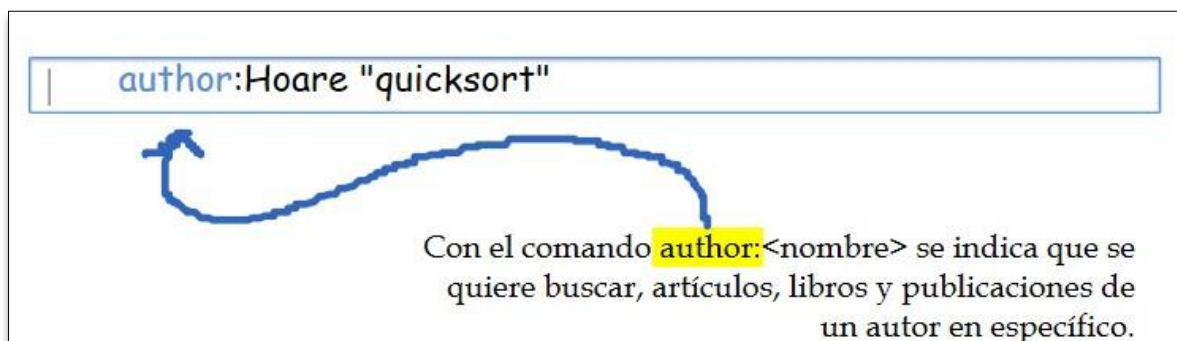 author:Hoare "quicksort"
Con el comando author:<nombre> se indica que se
quiere buscar, artículos, libros y publicaciones de
un autor en específico.